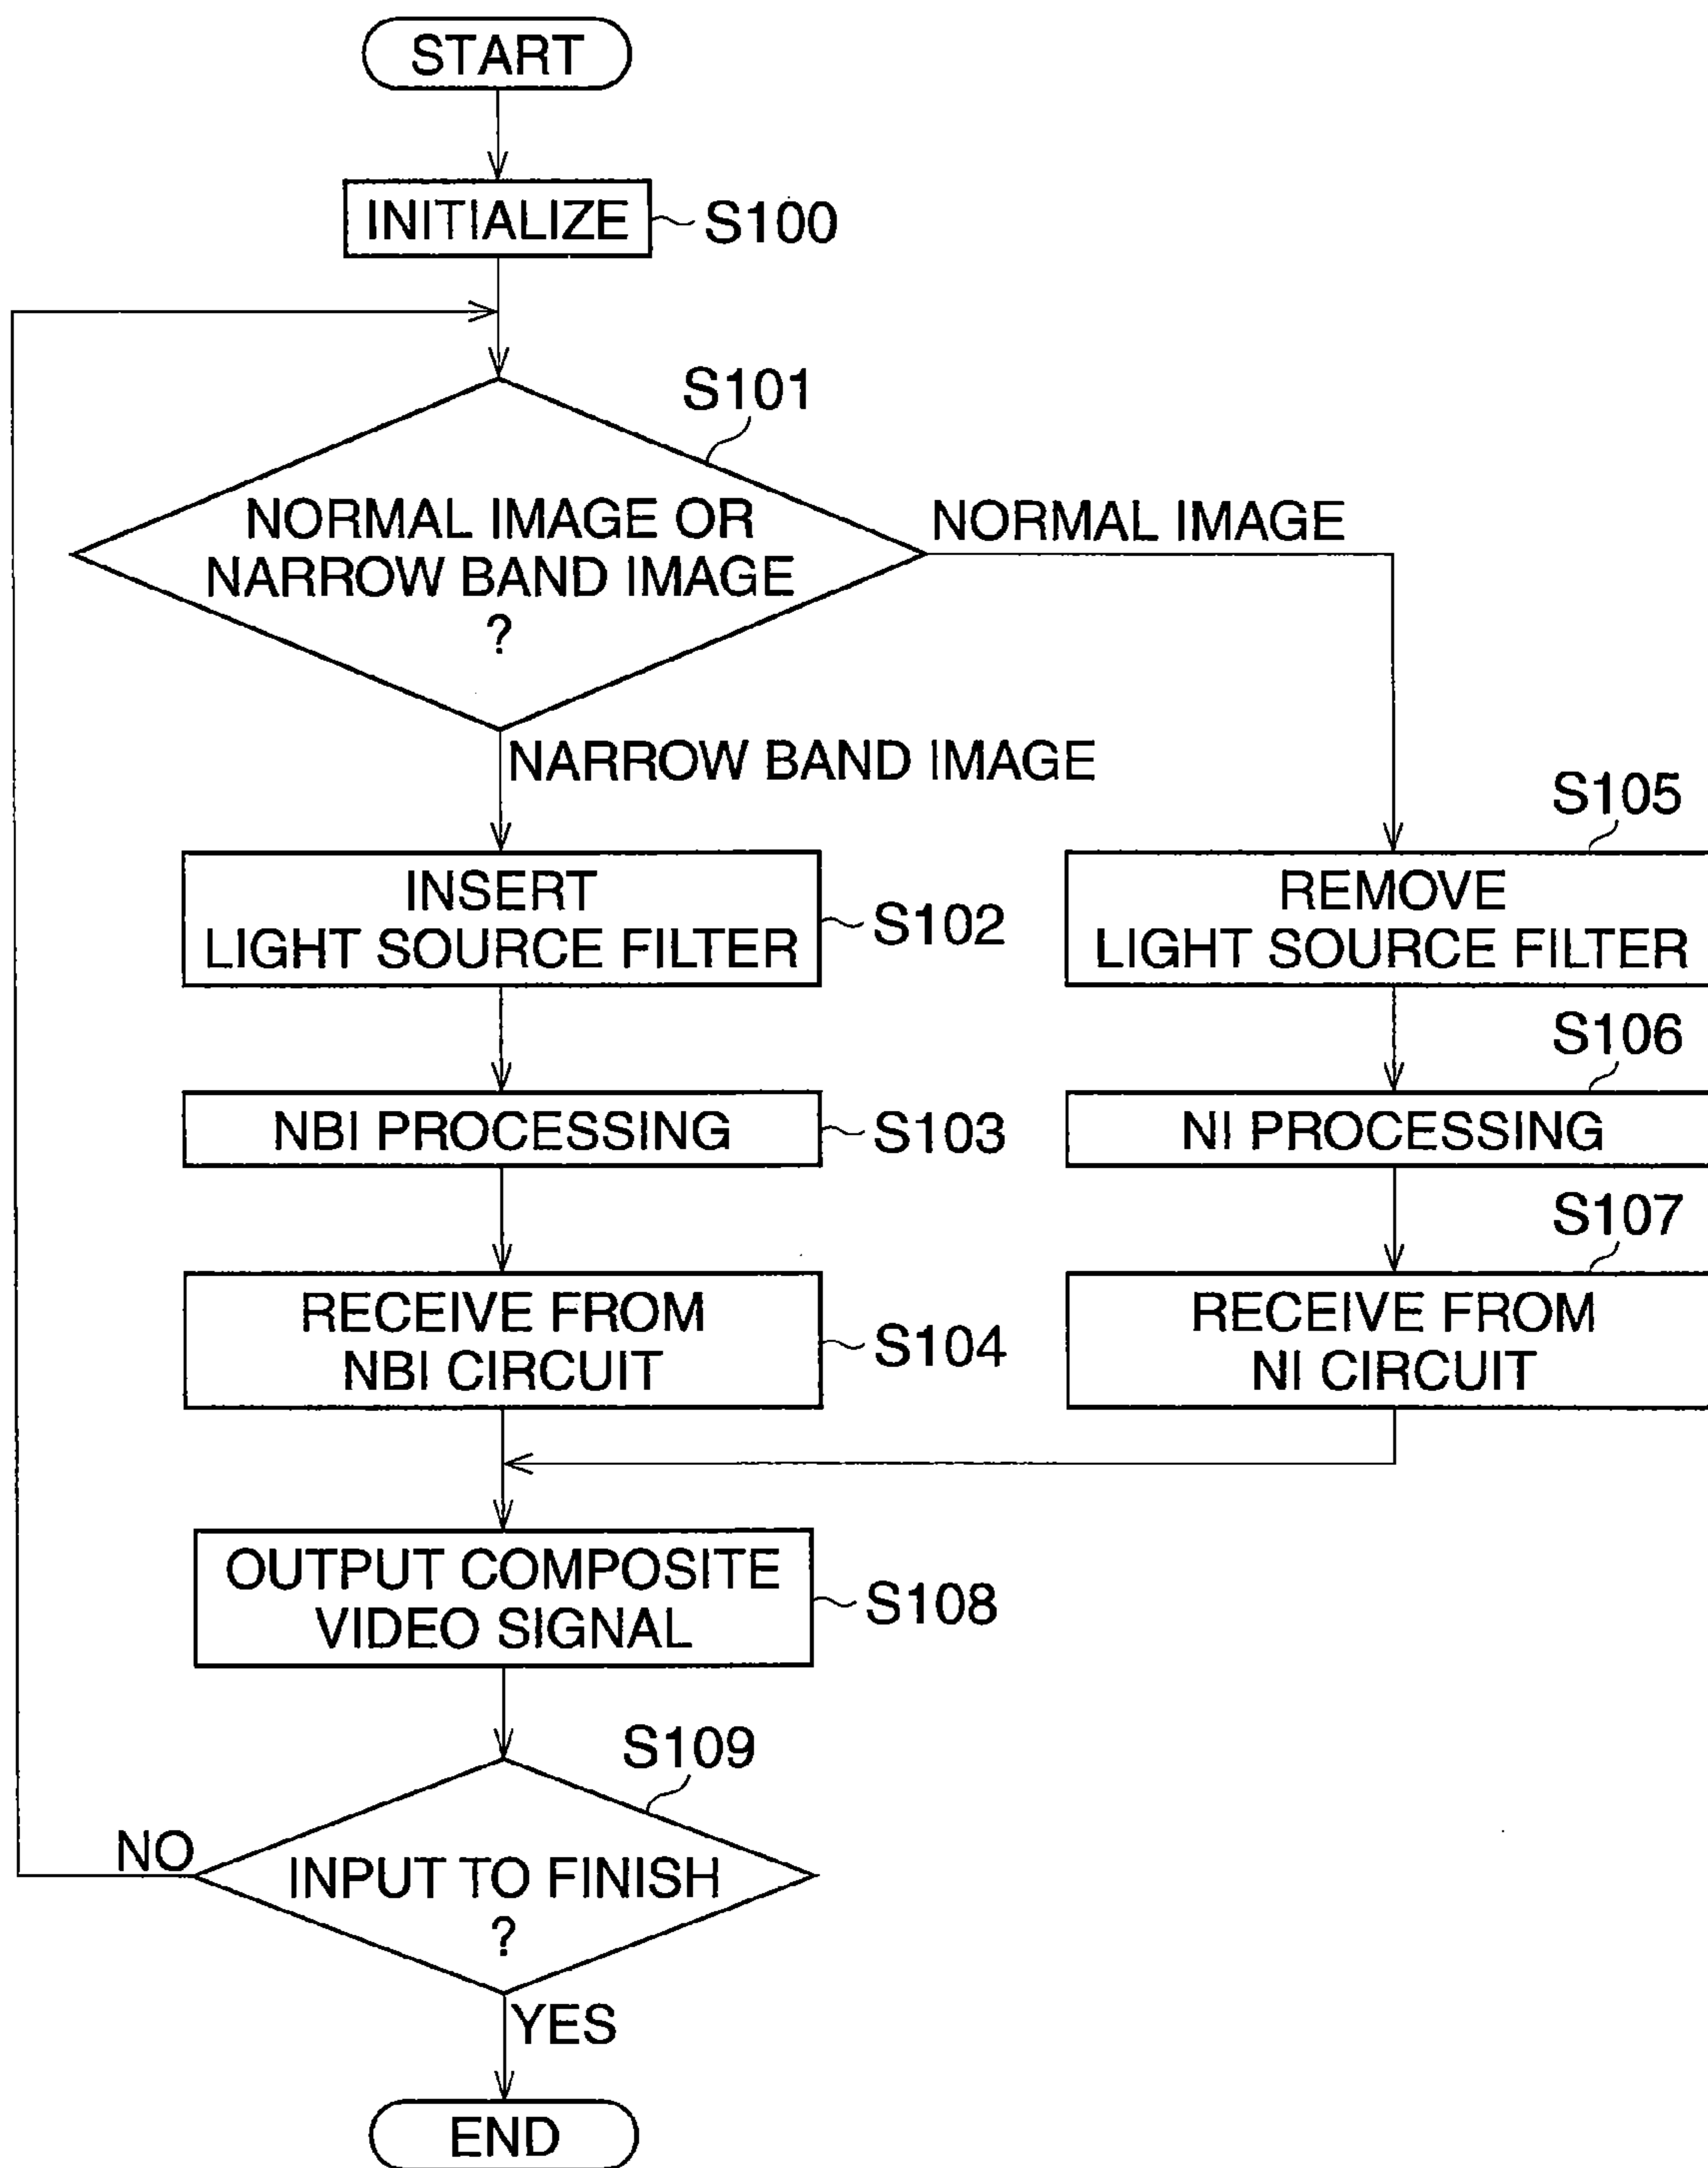 START
INITIALIZE
S100
S101
NORMAL IMAGE OR
NARROW BAND IMAGE
?
NORMAL IMAGE
NARROW BAND IMAGE
INSERT
LIGHT SOURCE FILTER
S102
S105
REMOVE
LIGHT SOURCE FILTER
NBI PROCESSING
S103
S106
NI PROCESSING
RECEIVE FROM
NBI CIRCUIT
S104
S107
RECEIVE FROM
NI CIRCUIT
OUTPUT COMPOSITE
VIDEO SIGNAL
S108
S109
INPUT TO FINISH
?
NO
YES
END